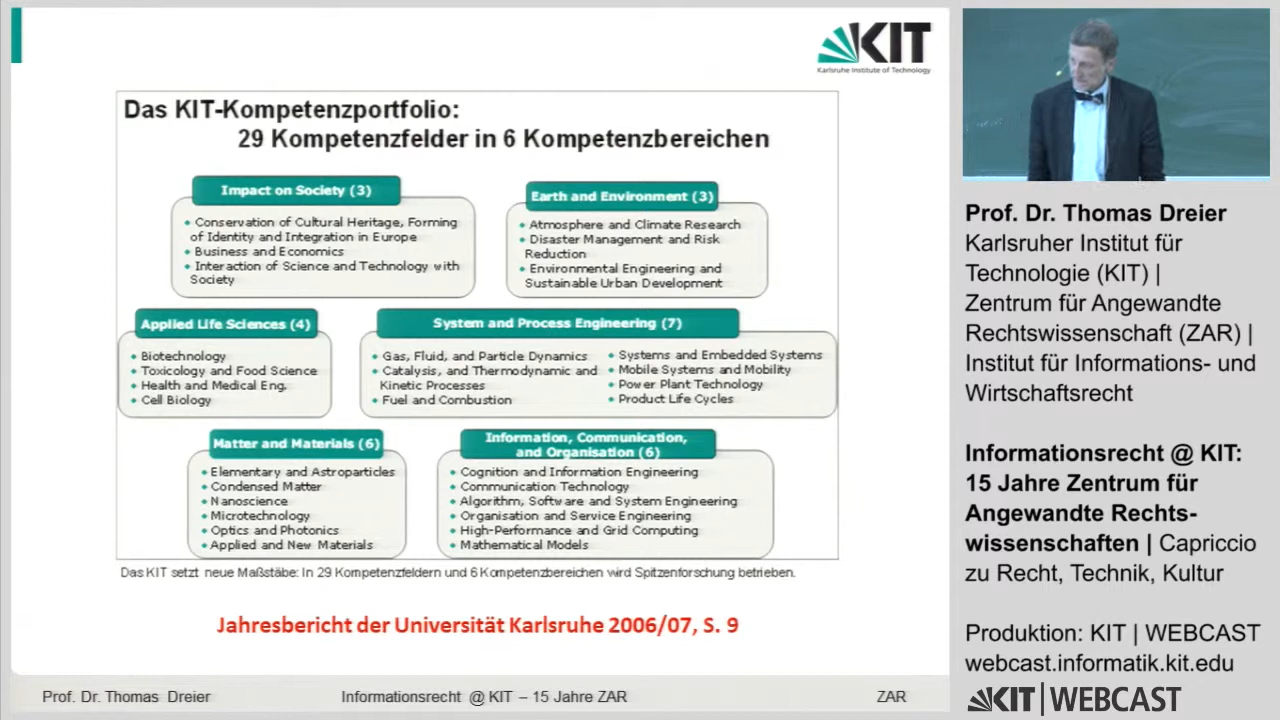 KIT
Karlsruhe Institute of Technology
Das KIT-Kompetenzportfolio:
29 Kompetenzfelder in 6 Kompetenzbereichen
Impact on Society (3)
• Conservation of Cultural Heritage, Forming
of Identity and Integration in Europe
• Business and Economics
• Interaction of Science and Technology with
Society
Earth and Environment (3)
• Atmosphere and Climate Research
• Disaster Management and Risk
Reduction
• Environmental Engineering and
Sustainable Urban Development
Applied Life Sciences (4)
• Biotechnology
• Toxicology and Food Science
• Health and Medical Eng.
• Cell Biology
System and Process Engineering (7)
• Gas, Fluid, and Particle Dynamics
• Catalysis, and Thermodynamic and
Kinetic Processes
• Fuel and Combustion
• Systems and Embedded Systems
• Mobile Systems and Mobility
• Power Plant Technology
• Product Life Cycles
Matter and Materials (6)
• Elementary and Astroparticles
• Condensed Matter
• Nanoscience
• Microtechnology
• Optics and Photonics
• Applied and New Materials
Information, Communication,
and Organisation (6)
• Cognition and Information Engineering
• Communication Technology
• Algorithm, Software and System Engineering
• Organisation and Service Engineering
• High-Performance and Grid Computing
• Mathematical Models
Das KIT setzt neue Maßstäbe: In 29 Kompetenzfeldern und 6 Kompetenzbereichen wird Spitzenforschung betrieben.
Jahresbericht der Universität Karlsruhe 2006/07, S. 9
Prof. Dr. Thomas Dreier
Informationsrecht @ KIT – 15 Jahre ZAR
ZAR
Prof. Dr. Thomas Dreier
Karlsruher Institut für
Technologie (KIT) |
Zentrum für Angewandte
Rechtswissenschaft (ZAR) |
Institut für Informations- und
Wirtschaftsrecht
Informationsrecht @ KIT:
15 Jahre Zentrum für
Angewandte Rechts-
wissenschaften | Capriccio
zu Recht, Technik, Kultur
Produktion: KIT | WEBCAST
webcast.informatik.kit.edu
KIT | WEBCAST